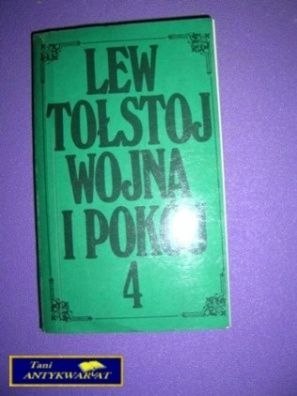 LEW
TOŁSTOJ
WOJNA
I POKÓJ
4
Tani
ANTYKWARIAT